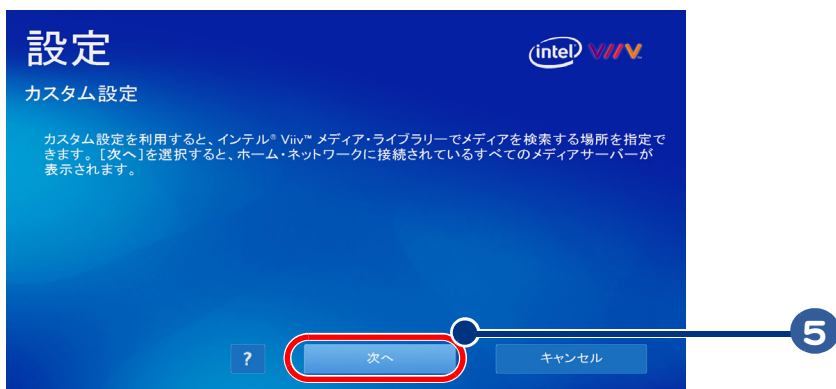 設定
intel VIIV™
カスタム設定
カスタム設定を利用すると、インテル® Viiv™ メディア・ライブラリーでメディアを検索する場所を指定で
きます。[次へ]を選択すると、ホーム・ネットワークに接続されているすべてのメディアサーバーが
表示されます。
5
? 次へ キャンセル